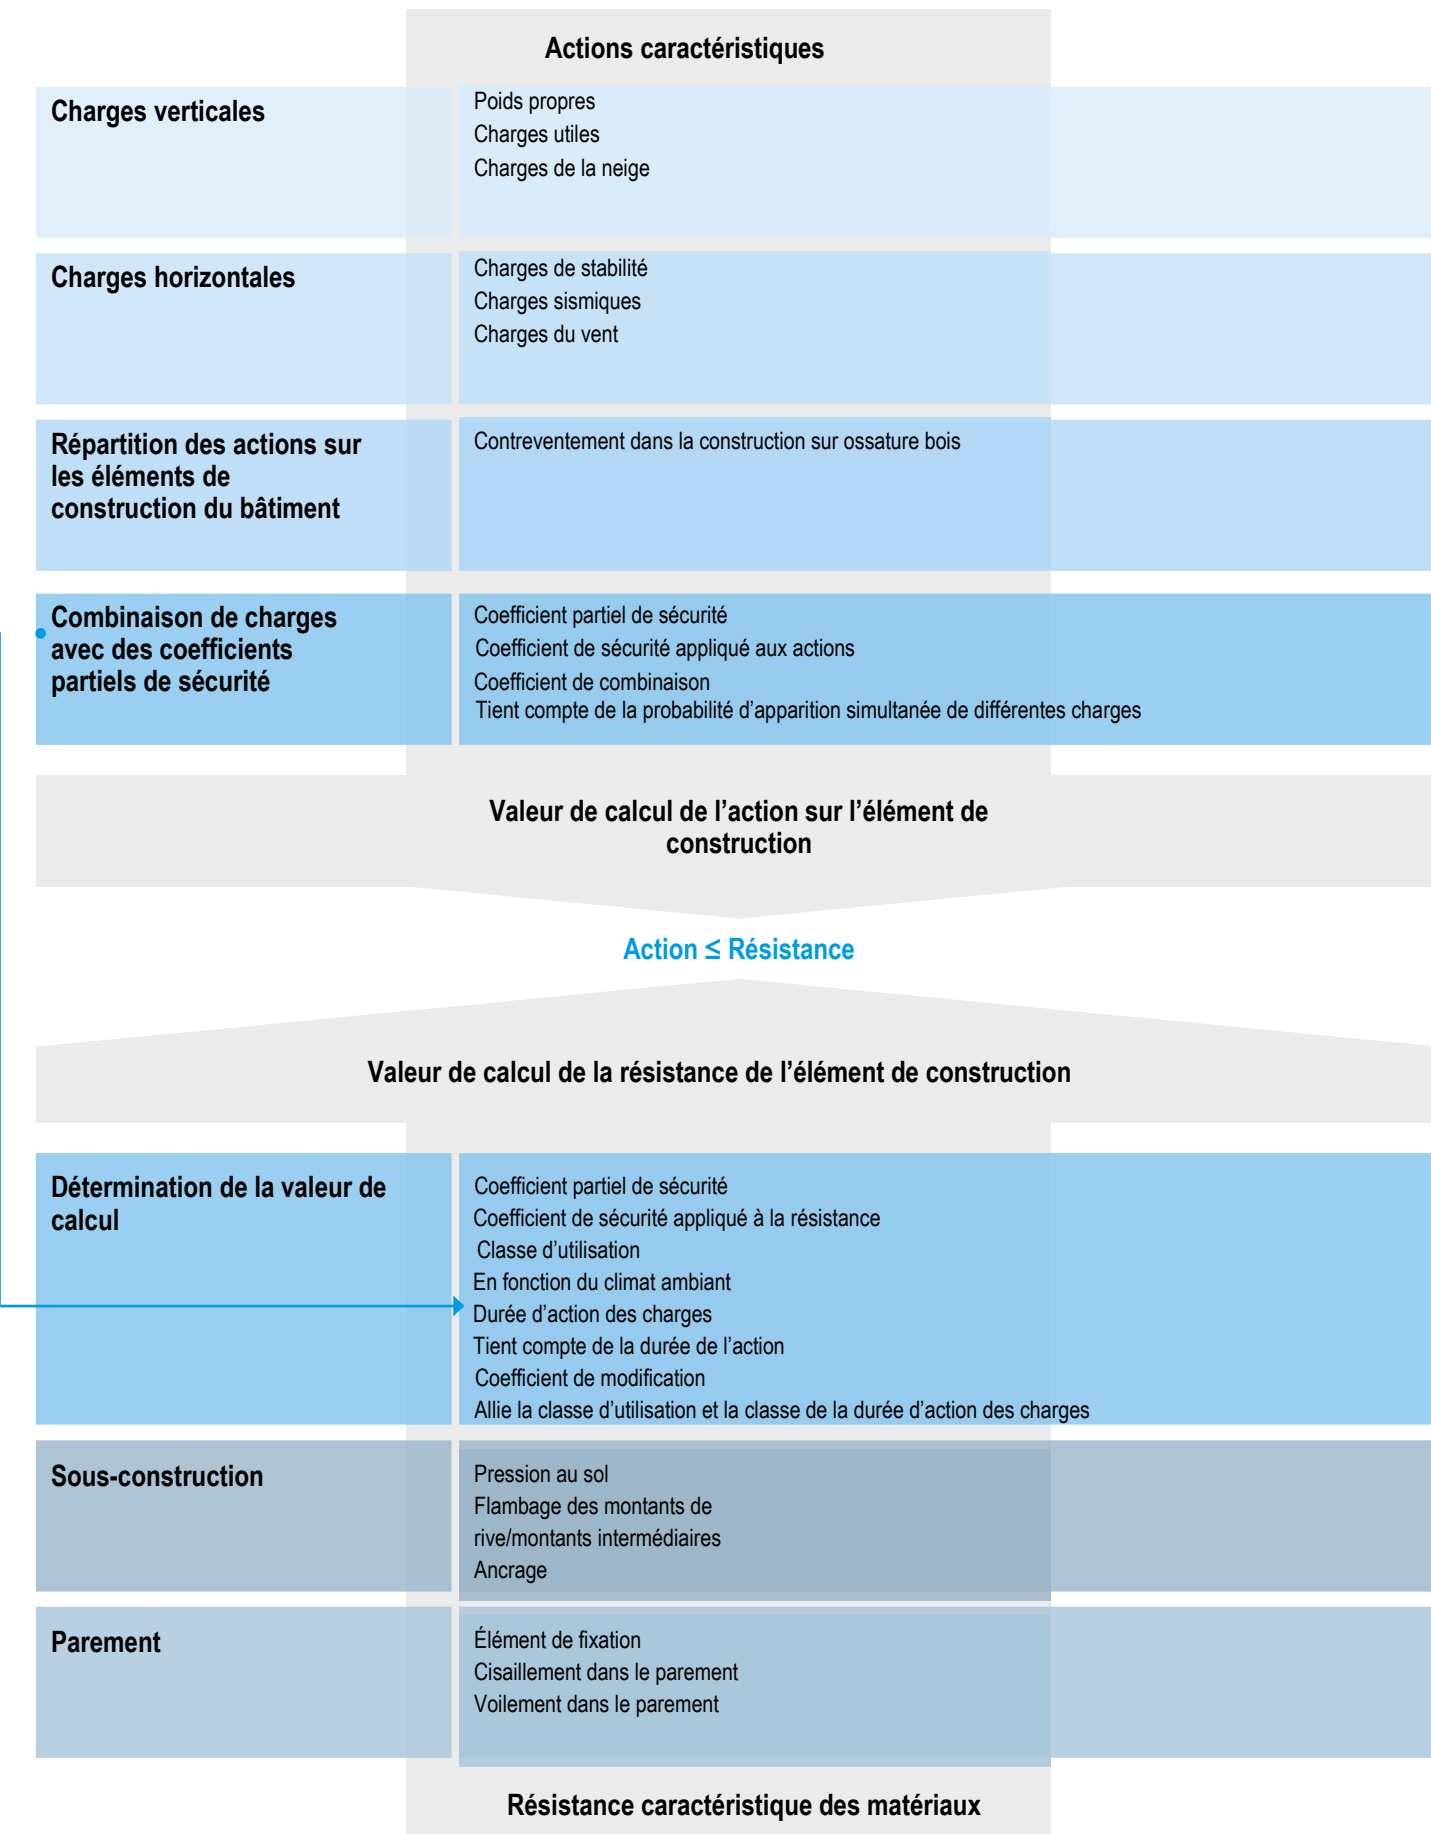 Actions caractéristiques
Charges verticales
Poids propres
Charges utiles
Charges de la neige
Charges horizontales
Charges de stabilité
Charges sismiques
Charges du vent
Répartition des actions sur
les éléments de
construction du bâtiment
Contreventement dans la construction sur ossature bois
Combinaison de charges
avec des coefficients
partiels de sécurité
Coefficient partiel de sécurité
Coefficient de sécurité appliqué aux actions
Coefficient de combinaison
Tient compte de la probabilité d’apparition simultanée de différentes charges
Valeur de calcul de l’action sur l’élément de
construction
Action ≤ Résistance
Valeur de calcul de la résistance de l’élément de construction
Détermination de la valeur de
calcul
Coefficient partiel de sécurité
Coefficient de sécurité appliqué à la résistance
Classe d’utilisation
En fonction du climat ambiant
Durée d’action des charges
Tient compte de la durée de l’action
Coefficient de modification
Allie la classe d’utilisation et la classe de la durée d’action des charges
Sous-construction
Pression au sol
Flambage des montants de
rive/montants intermédiaires
Ancrage
Parement
Élément de fixation
Cisaillement dans le parement
Voilement dans le parement
Résistance caractéristique des matériaux